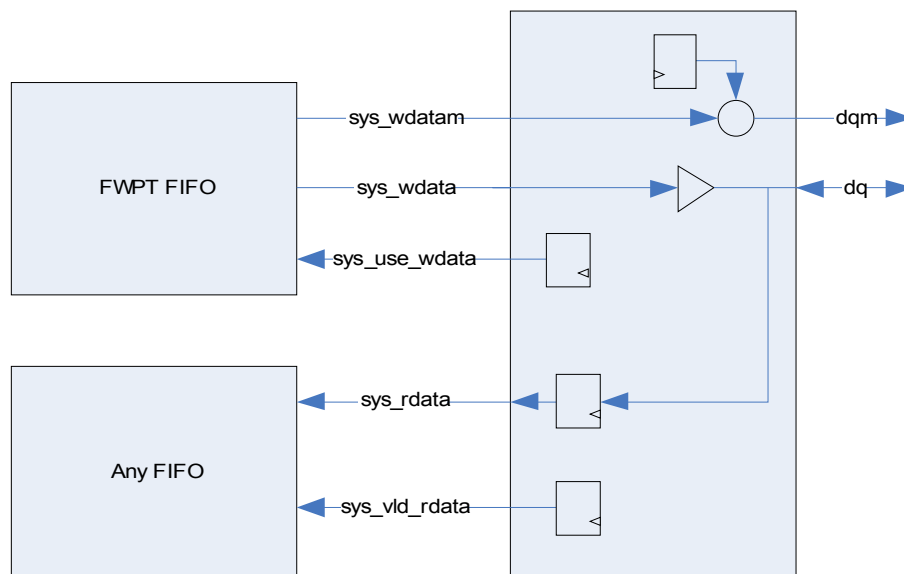 sys_wdatam
dqm
FWPT FIFO
sys_wdata
dq
sys_use_wdata
sys_rdata
Any FIFO
sys_vld_rdata